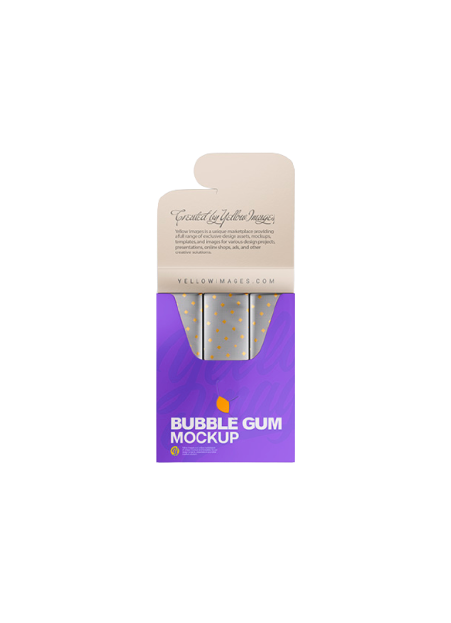 Created by Yellow Images
Yellow Images is a unique marketplace providing
a full range of exclusive design assets, mockups,
templates, and images for various design projects,
presentations, online shops, ads, and other
creative solutions.
YELLOW-IMAGES.COM
BUBBLE GUM
MOCKUP